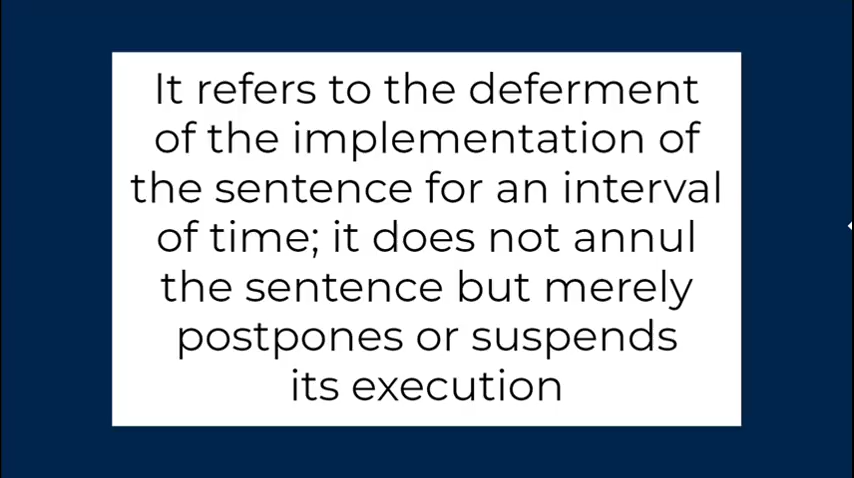 It refers to the deferment
of the implementation of
the sentence for an interval
of time; it does not annul
the sentence but merely
postpones or suspends
its execution